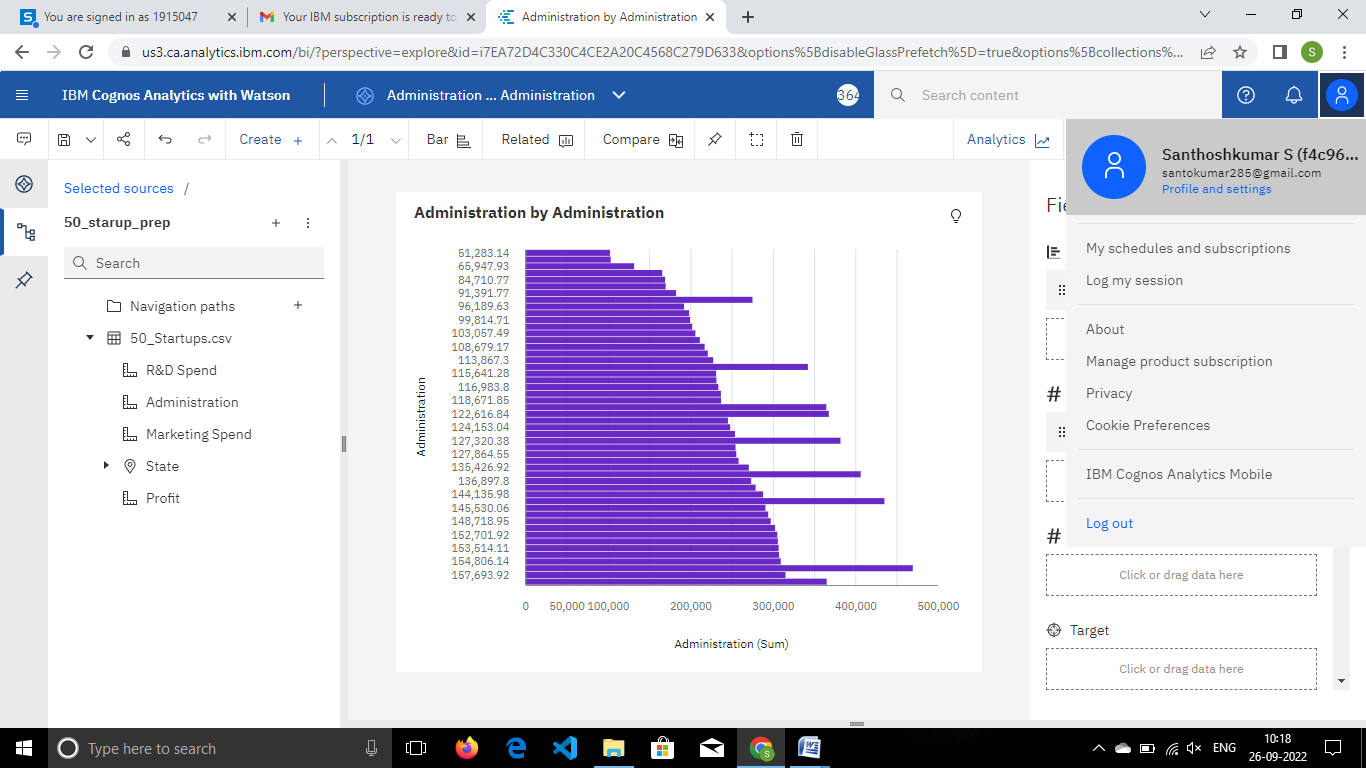 You are signed in as 1915047
Your IBM subscription is ready to
Administration by Administration
us3.ca.analytics.ibm.com/bi/?perspective=explore&id=i7EA72D4C330C4CE2A20C4568C279D633&options%5BdisableGlassPrefetch%5D=true&options%5Bcollections%...
S
IBM Cognos Analytics with Watson
Administration ... Administration
364
Search content
Create +
1/1
Bar
Related
Compare
Analytics
Santhoshkumar S (f4c96...
santokumar285@gmail.com
Profile and settings
My schedules and subscriptions
Log my session
About
Manage product subscription
Privacy
Cookie Preferences
IBM Cognos Analytics Mobile
Log out
Selected sources /
50_starup_prep
Search
Navigation paths
50_Startups.csv
R&D Spend
Administration
Marketing Spend
State
Profit
Administration by Administration
Administration
51,283.14
65,947.93
84,710.77
91,391.77
96,189.63
99,814.71
103,057.49
108,679.17
113,867.3
115,641.28
116,983.8
118,671.85
122,616.84
124,153.04
127,320.38
127,864.55
135,426.92
136,897.8
144,135.98
145,530.06
148,718.95
152,701.92
153,514.11
154,806.14
157,693.92
0 50,000 100,000 200,000 300,000 400,000 500,000
Administration (Sum)
Fie
#
#
Click or drag data here
Target
Click or drag data here
Type here to search
ENG
10:18
26-09-2022